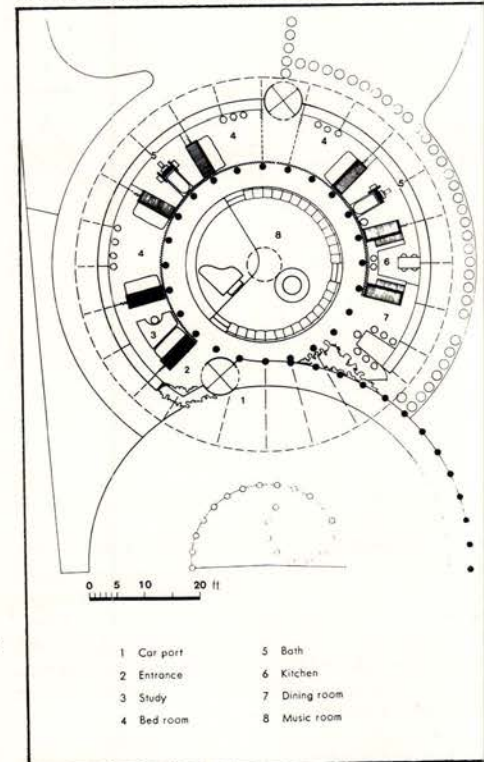 4
4
5
5
4
8
6
3
7
2
1
0 5 10 20 ft
1 Car port
2 Entrance
3 Study
4 Bed room
5 Bath
6 Kitchen
7 Dining room
8 Music room